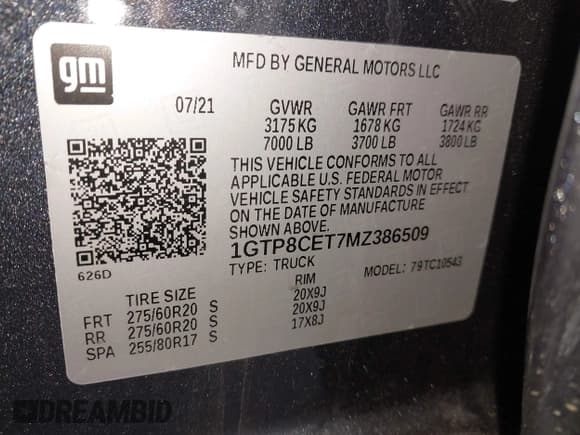 gm
MFD BY GENERAL MOTORS LLC
07/21 GVWR GAWR FRT GAWR RR
3175 KG 1678 KG 1724 KG
7000 LB 3700 LB 3800 LB
THIS VEHICLE CONFORMS TO ALL
APPLICABLE U.S. FEDERAL MOTOR
VEHICLE SAFETY STANDARDS IN EFFECT
ON THE DATE OF MANUFACTURE
SHOWN ABOVE.
1GTP8CET7MZ386509
626D
TYPE: TRUCK MODEL: 79TC10543
TIRE SIZE RIM
FRT 275/60R20 S 20X9J
RR 275/60R20 S 20X9J
SPA 255/80R17 S 17X8J
DREAMBID